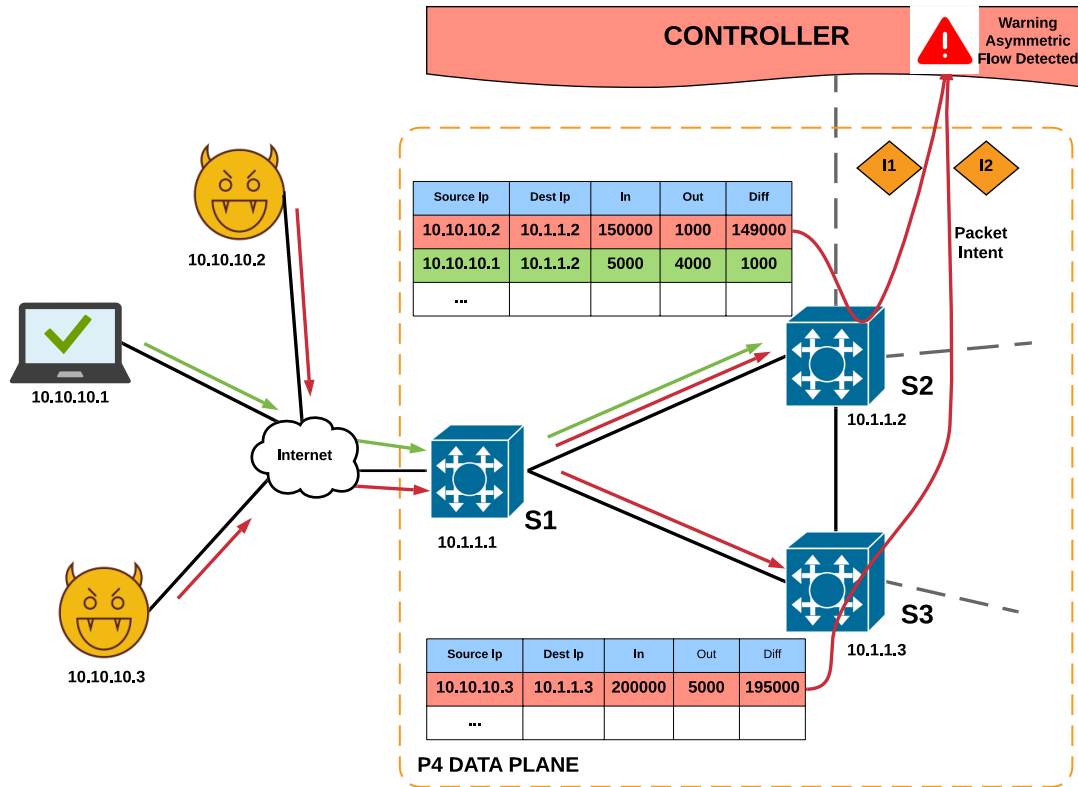 CONTROLLER
Warning
Asymmetric
Flow Detected
I1
I2
Packet
Intent
Source Ip Dest Ip In Out Diff
10.10.10.2 10.1.1.2 150000 1000 149000
10.10.10.1 10.1.1.2 5000 4000 1000
...
10.10.10.2
10.10.10.1
Internet
S1
10.1.1.1
S2
10.1.1.2
S3
10.1.1.3
10.10.10.3
Source Ip Dest Ip In Out Diff
10.10.10.3 10.1.1.3 200000 5000 195000
...
P4 DATA PLANE